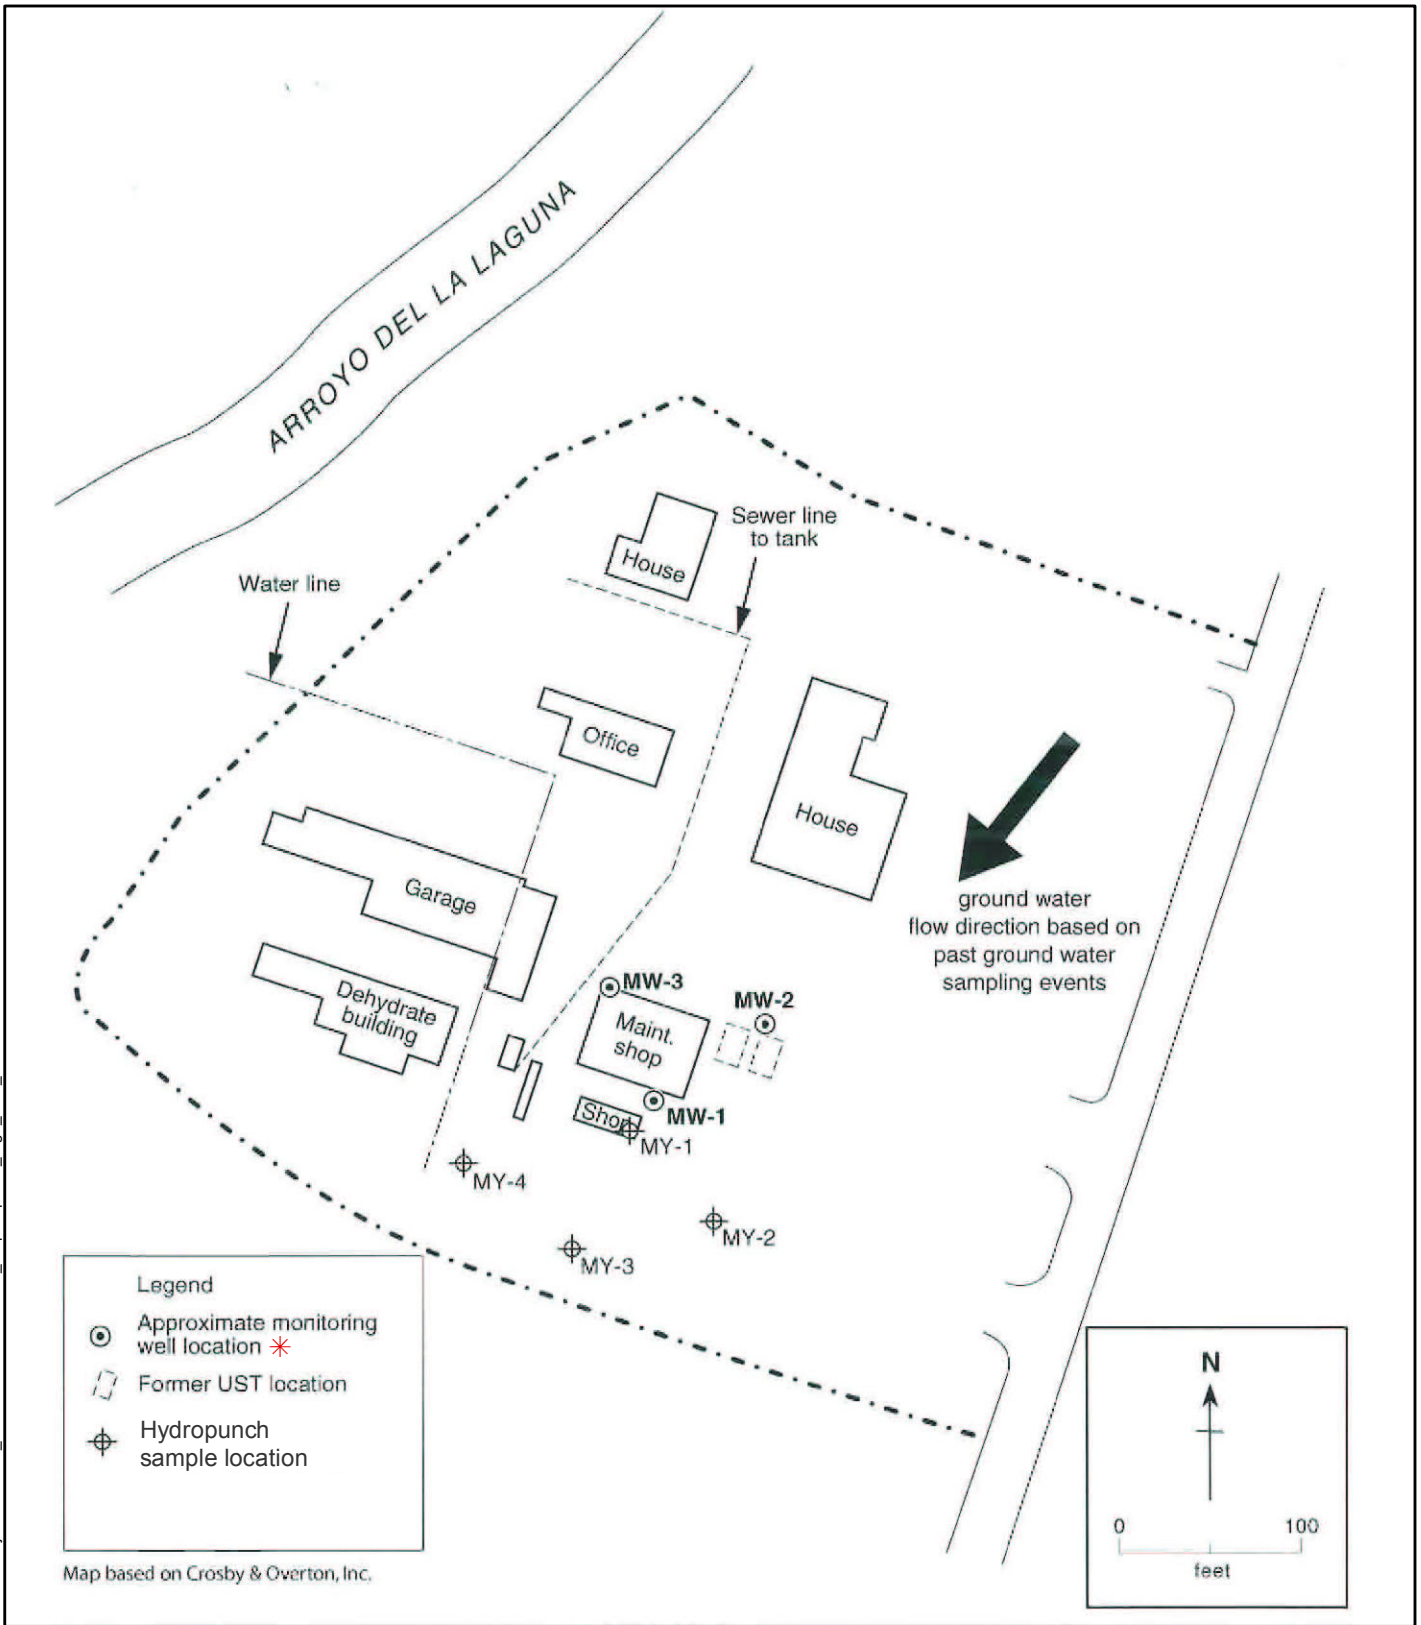 ARROYO DEL LA LAGUNA
Sewer line
to tank
House
Water line
Office
House
Garage
ground water
flow direction based on
past ground water
sampling events
MW-3
MW-2
Dehydrate
building
Maint.
shop
Shop
MW-1
MY-1
MY-4
MY-2
MY-3
Legend
Approximate monitoring
well location *
Former UST location
Hydropunch
sample location
N
0 100
feet
Map based on Crosby & Overton, Inc.